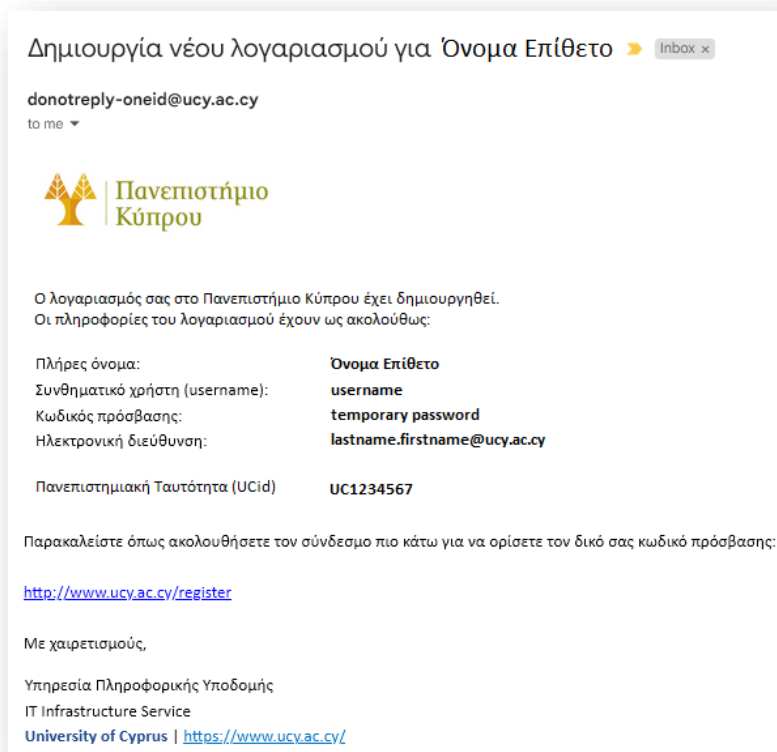 Δημιουργία νέου λογαριασμού για Όνομα Επίθετο Inbox x
donotreply-oneid@ucy.ac.cy
to me
Πανεπιστήμιο
Κύπρου
Ο λογαριασμός σας στο Πανεπιστήμιο Κύπρου έχει δημιουργηθεί.
Οι πληροφορίες του λογαριασμού έχουν ως ακολούθως:
Πλήρες όνομα: Όνομα Επίθετο
Συνθηματικό χρήστη (username): username
Κωδικός πρόσβασης: temporary password
Ηλεκτρονική διεύθυνση: lastname.firstname@ucy.ac.cy
Πανεπιστημιακή Ταυτότητα (UCid) UC1234567
Παρακαλείστε όπως ακολουθήσετε τον σύνδεσμο πιο κάτω για να ορίσετε τον δικό σας κωδικό πρόσβασης:
http://www.ucy.ac.cy/register
Με χαιρετισμούς,
Υπηρεσία Πληροφορικής Υποδομής
IT Infrastructure Service
University of Cyprus | https://www.ucy.ac.cy/